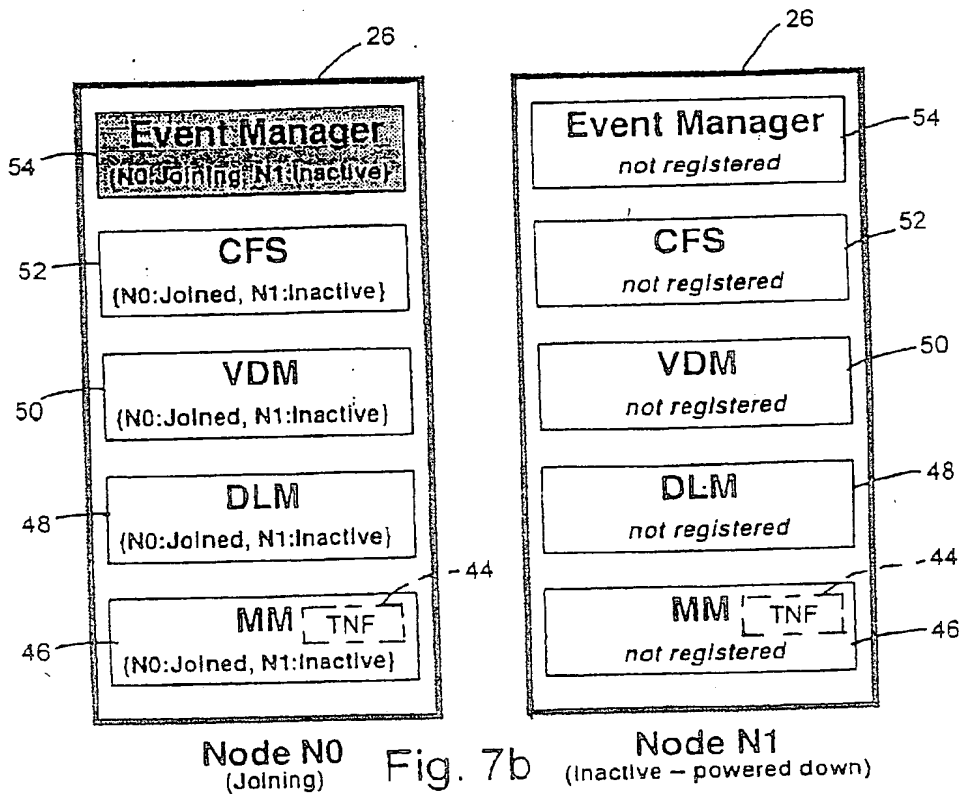 26
Event Manager
54
{N0:Joining, N1:Inactive}
CFS
52
{N0:Joined, N1:Inactive}
VDM
50
{N0:Joined, N1:Inactive}
DLM
48
{N0:Joined, N1:Inactive}
44
MM
TNF
46
{N0:Joined, N1:Inactive}
Node N0
(Joining)
26
Event Manager
54
not registered
CFS
52
not registered
VDM
50
not registered
DLM
48
not registered
44
MM
TNF
46
not registered
Node N1
(Inactive – powered down)
Fig. 7b